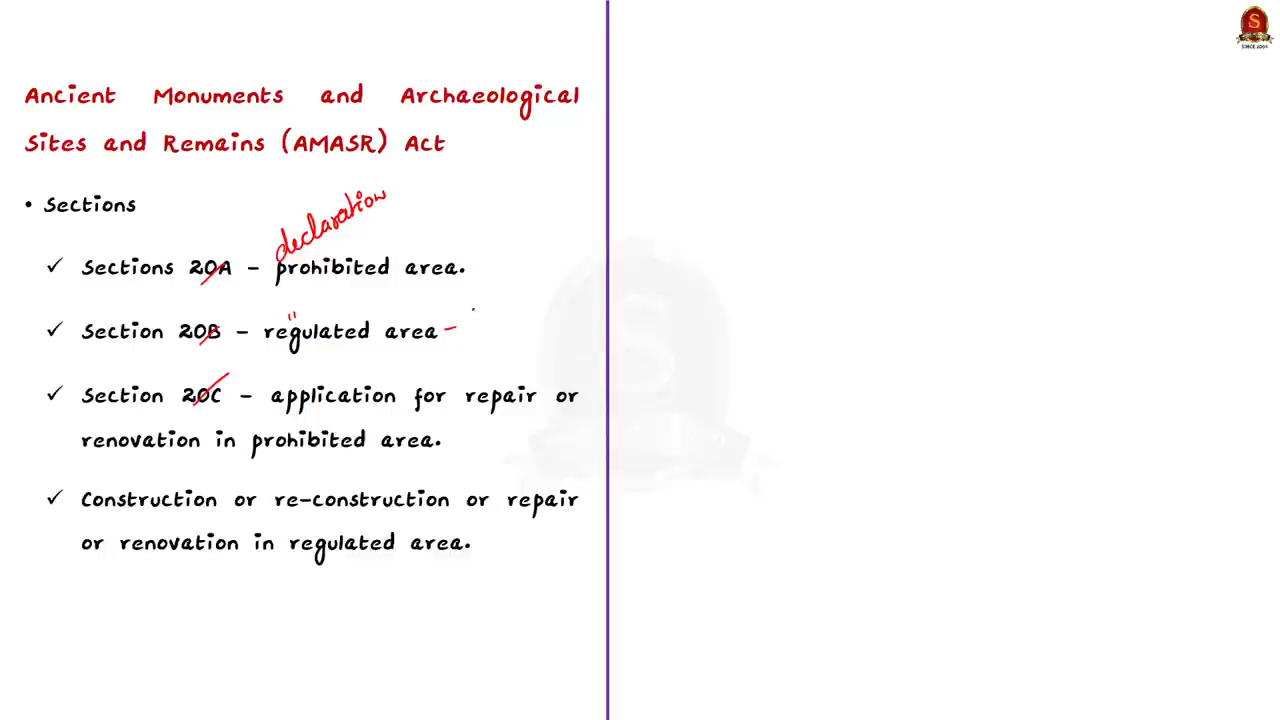 S
SINCE 2004
Ancient Monuments and Archaeological
Sites and Remains (AMASR) Act
• Sections
declaration
✓ Sections 20A - prohibited area.
"
✓ Section 20B - regulated area -
✓ Section 20C - application for repair or
renovation in prohibited area.
✓ Construction or re-construction or repair
or renovation in regulated area.
S